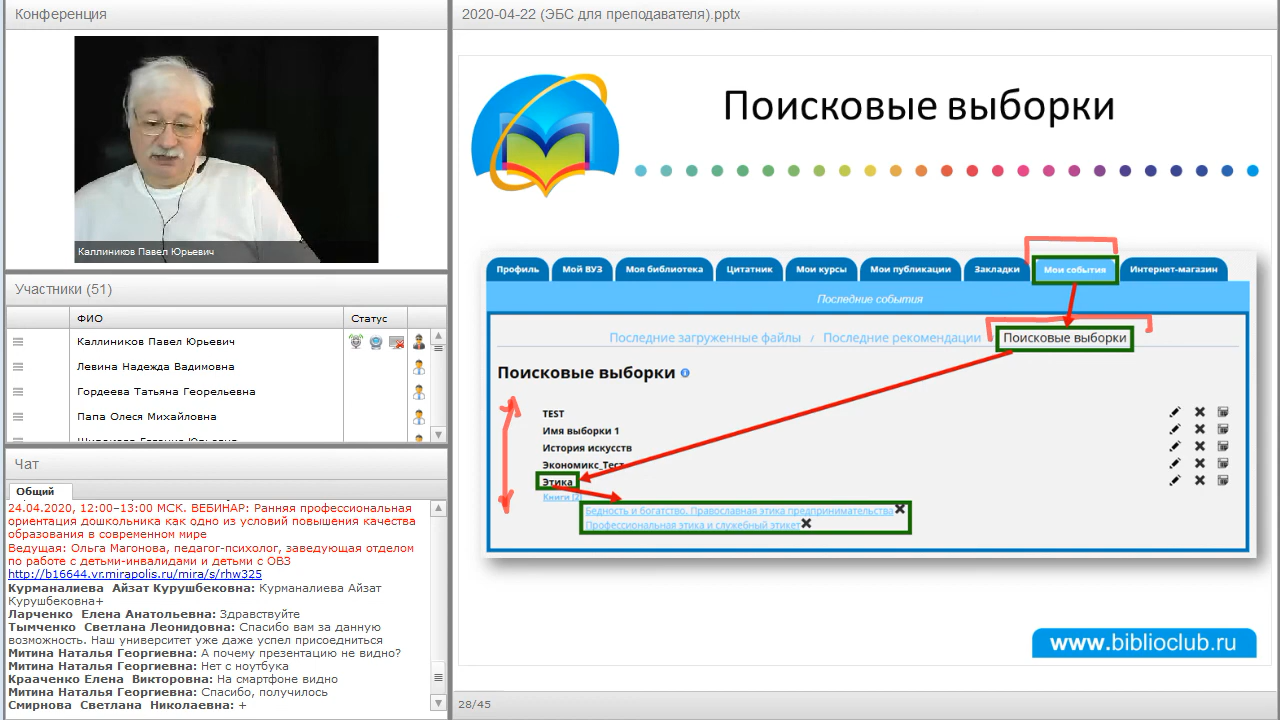 Конференция
Каллиников Павел Юрьевич
Участники (51)
ФИО
Статус
Каллиников Павел Юрьевич
Левина Надежда Вадимовна
Гордеева Татьяна Георельевна
Папа Олеся Михайловна
Чат
Общий
24.04.2020, 12:00–13:00 МСК. ВЕБИНАР: Ранняя профессиональная
ориентация дошкольника как одно из условий повышения качества
образования в современном мире
Ведущая: Ольга Магонова, педагог-психолог, заведующая отделом
по работе с детьми-инвалидами и детьми с ОВЗ
http://b16644.vr.mirapolis.ru/mira/s/rhw325
Курманалиева Айзат Курушбековна: Курманалиева Айзат
Курушбековна+
Ларченко Елена Анатольевна: Здравствуйте
Тымченко Светлана Леонидовна: Спасибо вам за данную
возможность. Наш университет уже даже успел присоединиться
Митина Наталья Георгиевна: А почему презентацию не видно?
Митина Наталья Георгиевна: Нет с ноутбука
Крааченко Елена Викторовна: На смартфоне видно
Митина Наталья Георгиевна: Спасибо, получилось
Смирнова Светлана Николаевна: +
2020-04-22 (ЭБС для преподавателя).pptx
Поисковые выборки
Профиль
Мой ВУЗ
Моя библиотека
Цитатник
Мои курсы
Мои публикации
Закладки
Мои события
Интернет-магазин
Последние события
Последние загруженные файлы / Последние рекомендации
Поисковые выборки
Поисковые выборки
TEST
Имя выборки 1
История искусств
Экономикс_Тест
Этика
Книги (2)
Бедность и богатство. Православная этика предпринимательства
Профессиональная этика и служебный этикет
www.biblioclub.ru
28/45